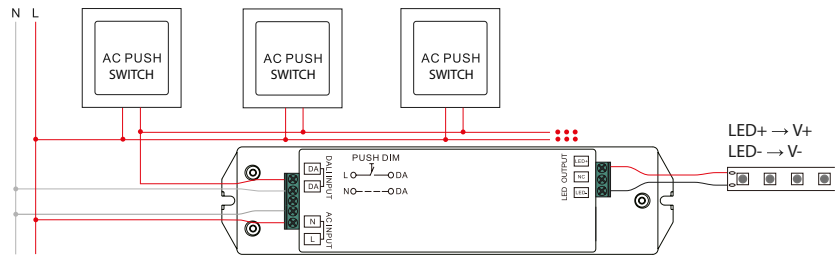 N L
AC PUSH
SWITCH
AC PUSH
SWITCH
AC PUSH
SWITCH
LED+ → V+
LED- → V-
DALI INPUT
DA
DA
PUSH DIM
L DA
N DA
AC INPUT
N
L
LED OUTPUT
LED+
NC
LED-